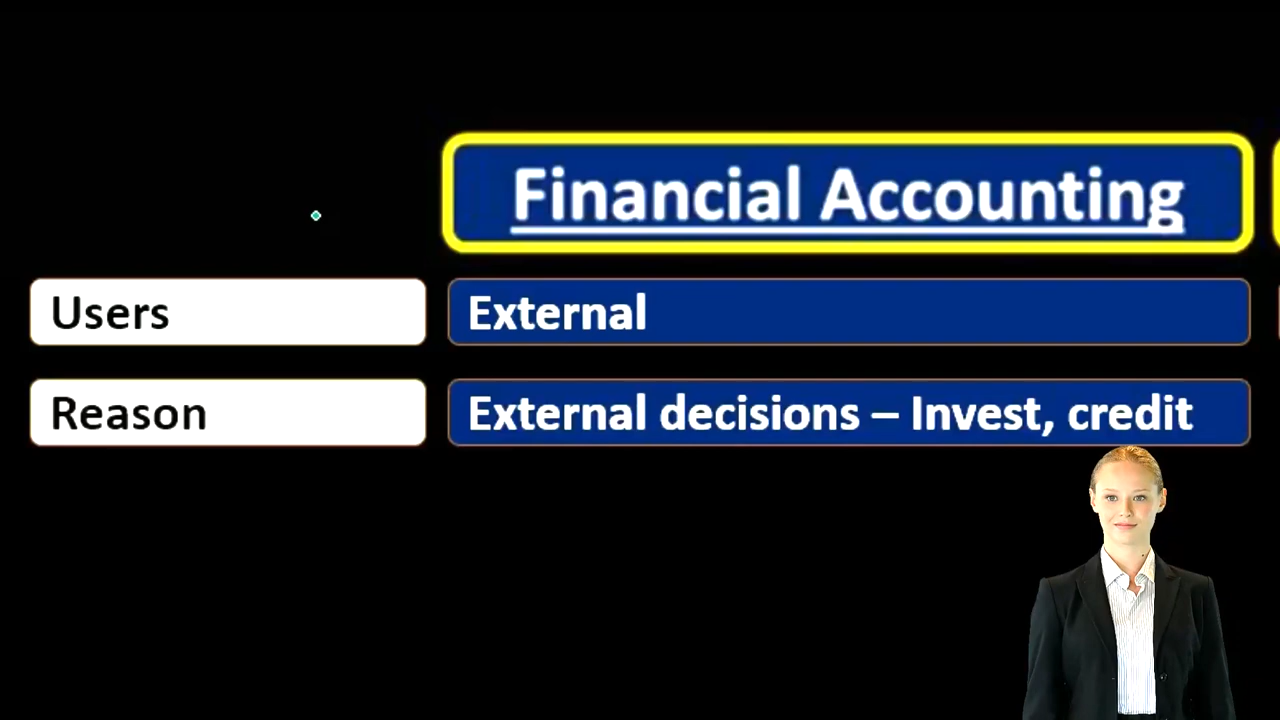 Financial Accounting
Users
External
Reason
External decisions – Invest, credit